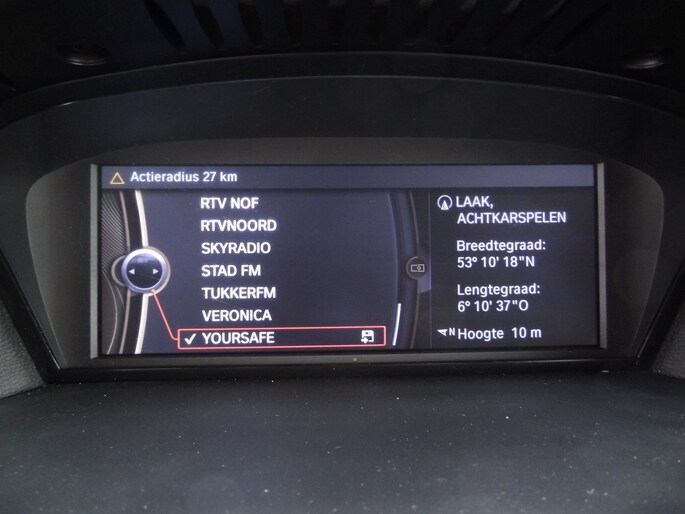 Actieradius 27 km
RTV NOF
RTVNOORD
SKYRADIO
STAD FM
TUKKERFM
VERONICA
YOURSAFE
LAAK,
ACHTKARSPELEN
Breedtegraad:
53° 10' 18"N
Lengtegraad:
6° 10' 37"O
N Hoogte 10 m